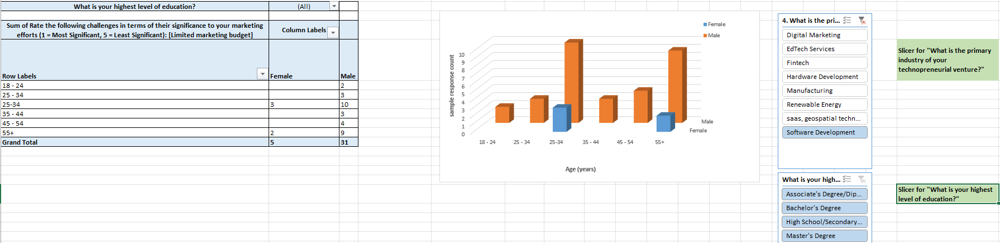 What is your highest level of education? (All)
Sum of Rate the following challenges in terms of their significance to your marketing
efforts (1 = Most Significant, 5 = Least Significant): [Limited marketing budget]
Column Labels
Row Labels Female Male
18 - 24 2
25 - 34 3
25-34 3 10
35 - 44 3
45 - 54 4
55+ 2 9
Grand Total 5 31
Female
Male
sample response count
10
9
8
7
6
5
4
3
2
1
0
Male
Female
18 - 24 25 - 34 25-34 35 - 44 45 - 54 55+
Age (years)
4. What is the pri...
Digital Marketing
EdTech Services
Fintech
Hardware Development
Manufacturing
Renewable Energy
saas, geospatial techn...
Software Development
What is your high...
Associate's Degree/Dip...
Bachelor's Degree
High School/Secondary...
Master's Degree
Slicer for "What is the primary
industry of your
technopreneurial venture?"
Slicer for "What is your highest
level of education?"